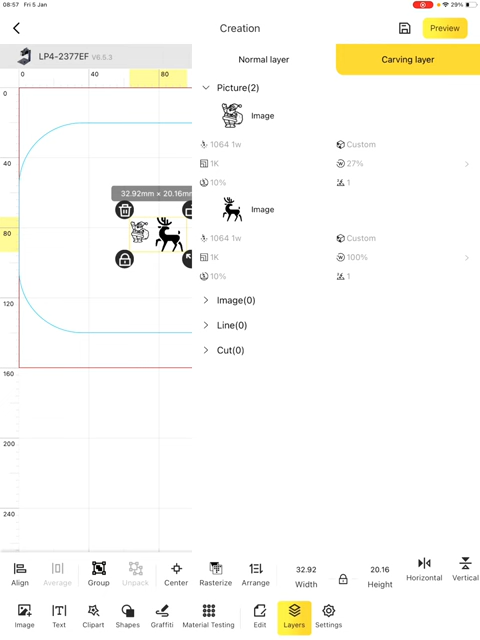 08:57 Fri 5 Jan
29%
Creation
Preview
LP4-2377EF V6.5.3
Normal layer
Carving layer
0 40 80
Picture(2)
0
Image
1064 1w
Custom
40
1K
27%
10%
1
32.92mm × 20.16mm
Image
80
1064 1w
Custom
1K
100%
10%
1
120
Image(0)
Line(0)
Cut(0)
160
200
240
Align
Average
Group
Unpack
Center
Rasterize
Arrange
32.92
Width
20.16
Height
Horizontal
Vertical
Image
Text
Clipart
Shapes
Graffiti
Material Testing
Edit
Layers
Settings